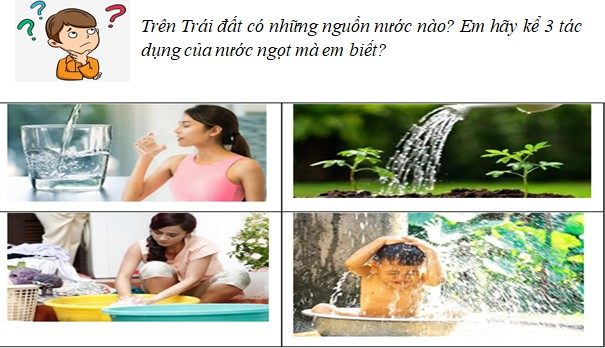 Trên Trái đất có những nguồn nước nào? Em hãy kể 3 tác
dụng của nước ngọt mà em biết?